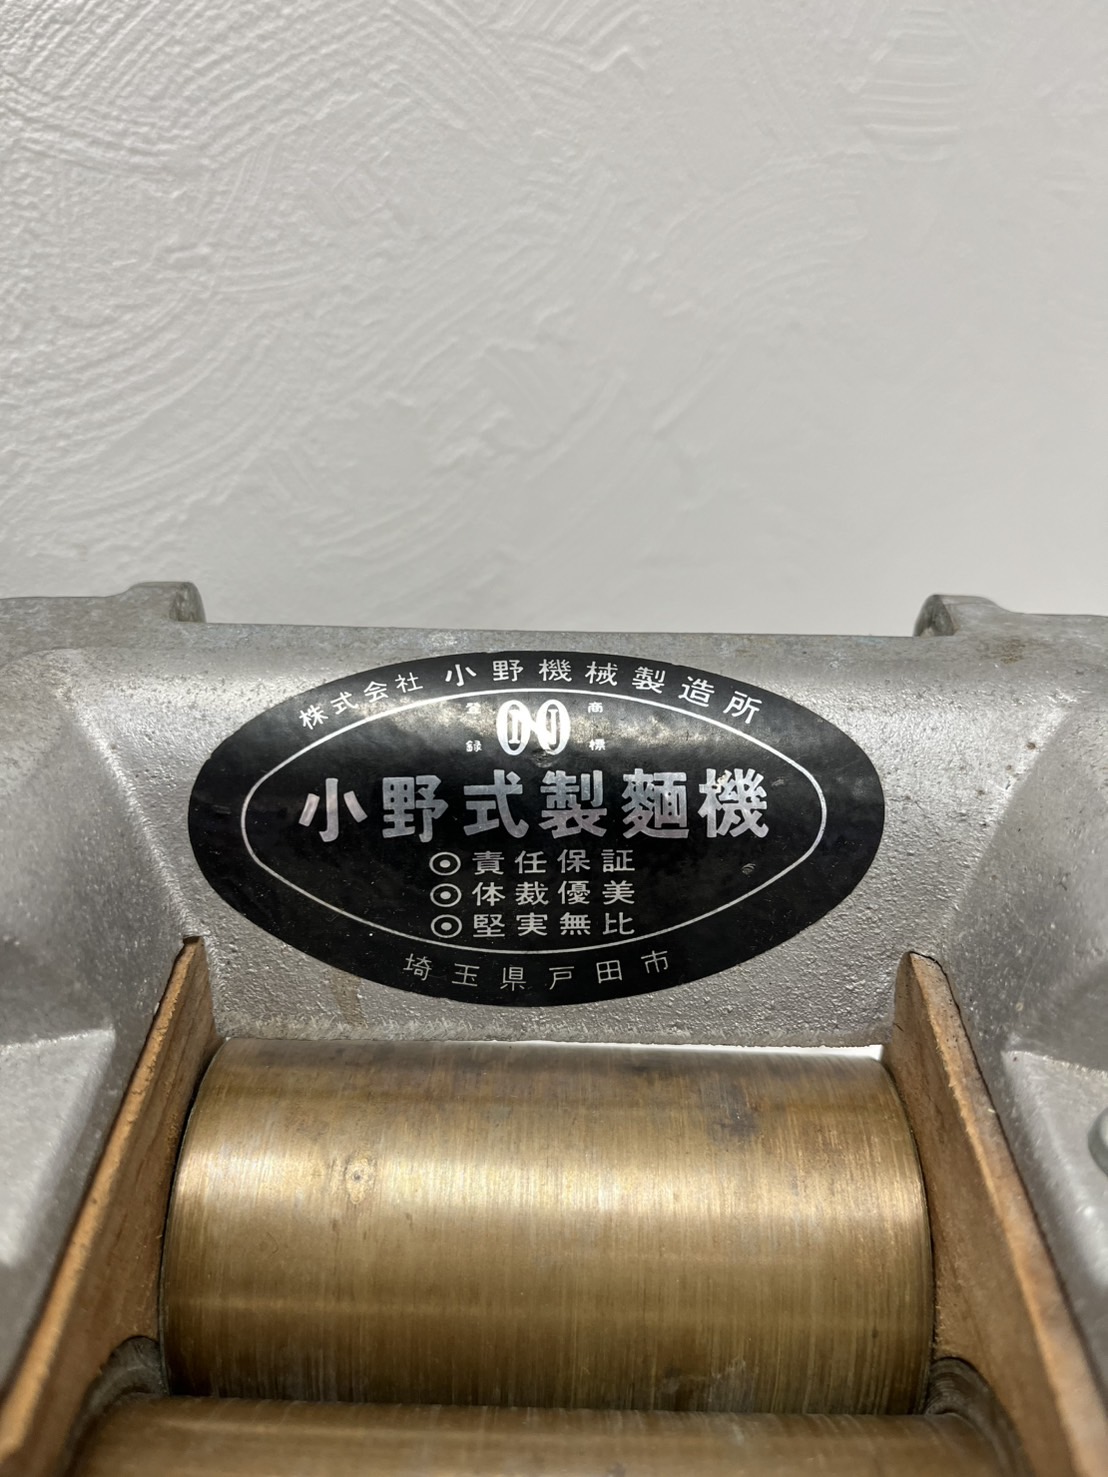 株式会社 小野機械製造所
登録 商標
小野式製麵機
◉責任保証
◉体裁優美
◉堅実無比
埼玉県戸田市